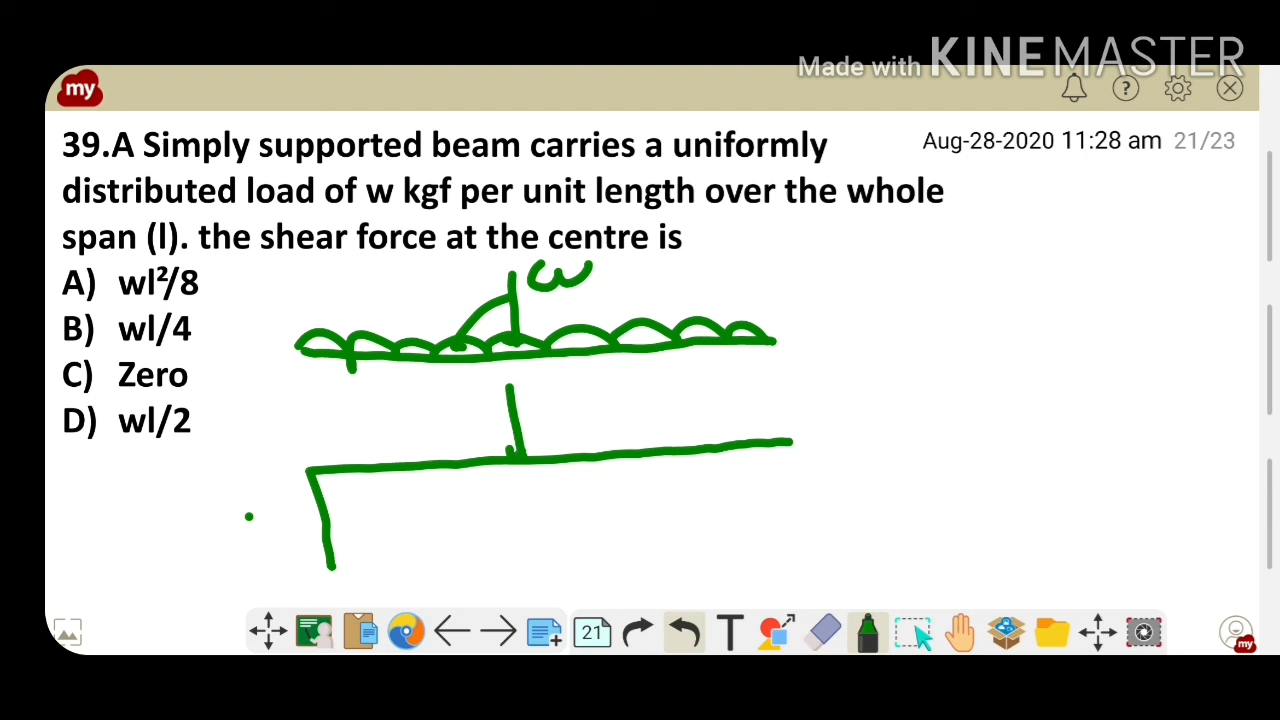 Made with KINEMASTER
my
Aug-28-2020 11:28 am 21/23
39.A Simply supported beam carries a uniformly
distributed load of w kgf per unit length over the whole
span (l). the shear force at the centre is
A) wl²/8
B) wl/4
C) Zero
D) wl/2
ω
21
T
my